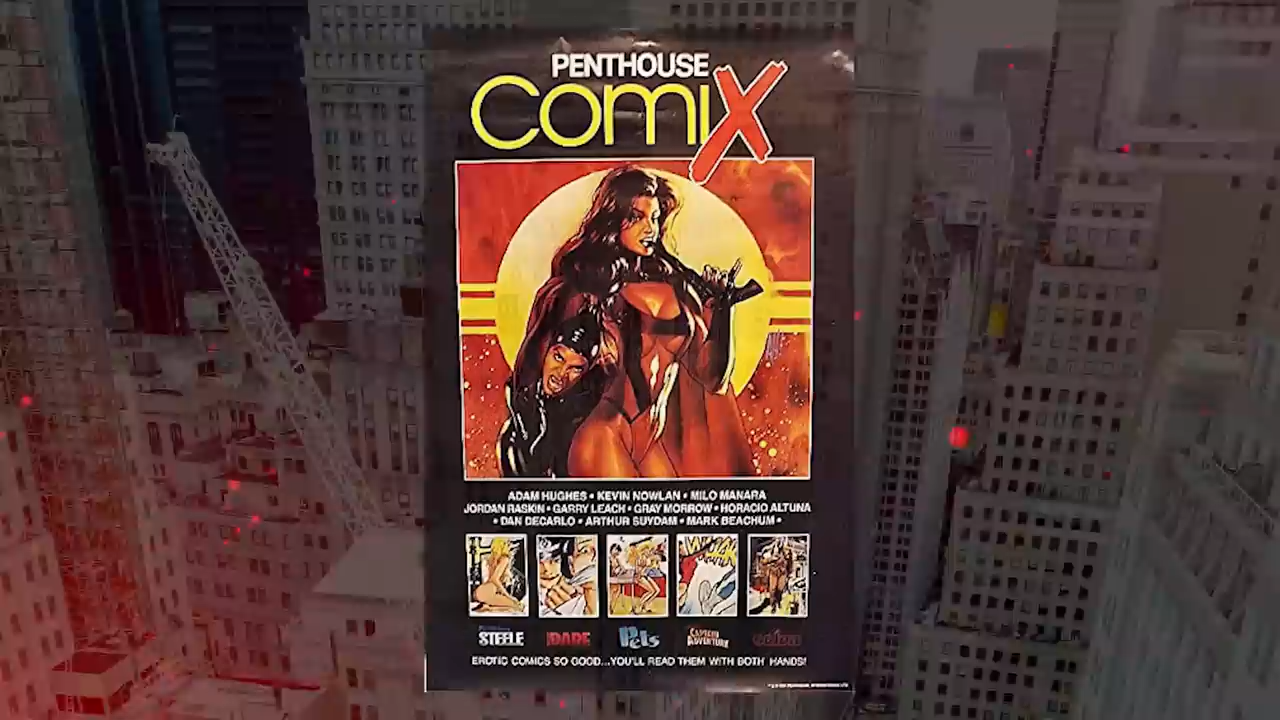 PENTHOUSE
ComiX
ADAM HUGHES • KEVIN NOWLAN • MILO MANARA
JORDAN RASKIN • GARRY LEACH • GRAY MORROW • HORACIO ALTUNA
• DAN DECARLO • ARTHUR SUYDAM • MARK BEACHUM •
STEELE
DARE
Pets
CAPTAIN ADVENTURE
EROTIC COMICS SO GOOD...YOU'LL READ THEM WITH BOTH HANDS!